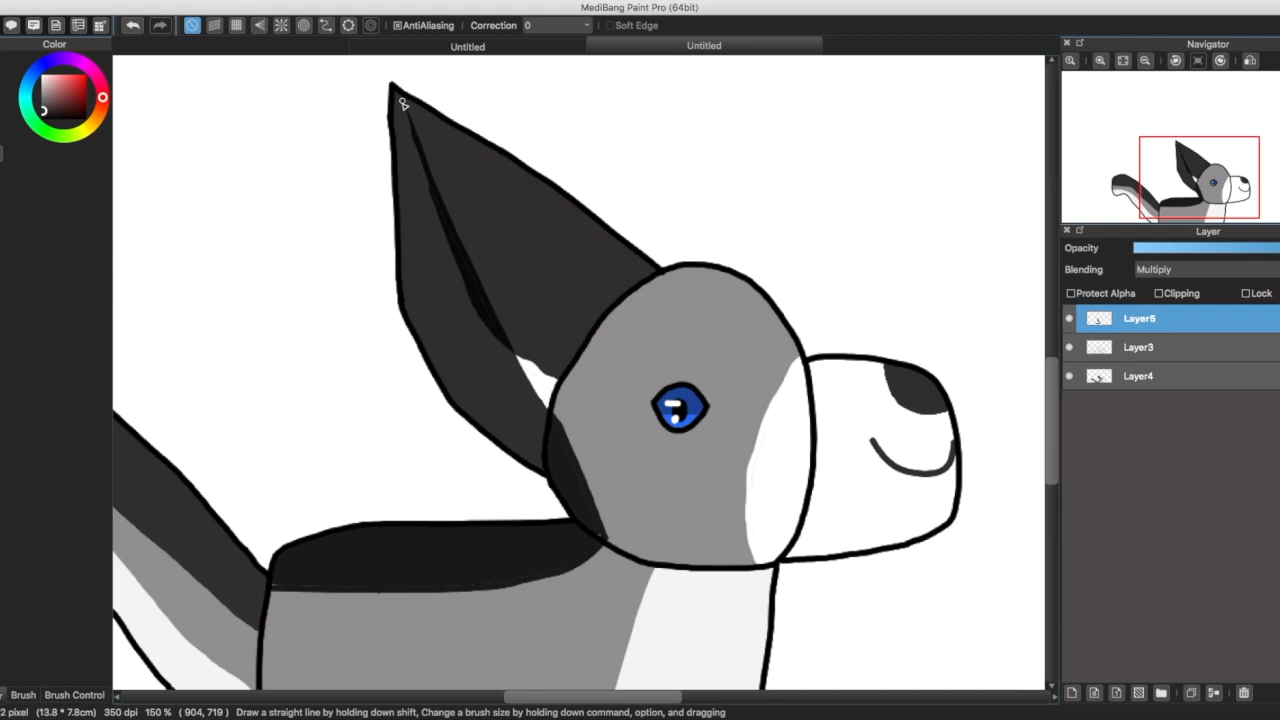 MediBang Paint Pro (64bit)
AntiAliasing Correction 0 Soft Edge
Color
Untitled
Untitled
Navigator
Layer
Opacity
Blending Multiply
Protect Alpha Clipping Lock
Layer5
Layer3
Layer4
Brush Brush Control
2 pixel (13.8 * 7.8cm) 350 dpi 150 % ( 904, 719 ) Draw a straight line by holding down shift, Change a brush size by holding down command, option, and dragging